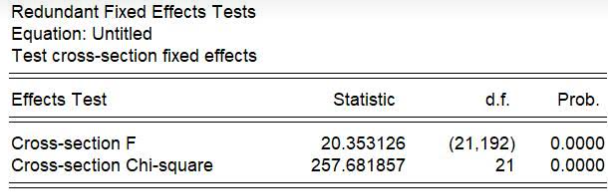 Redundant Fixed Effects Tests
Equation: Untitled
Test cross-section fixed effects
Effects Test Statistic d.f. Prob.
Cross-section F 20.353126 (21,192) 0.0000
Cross-section Chi-square 257.681857 21 0.0000